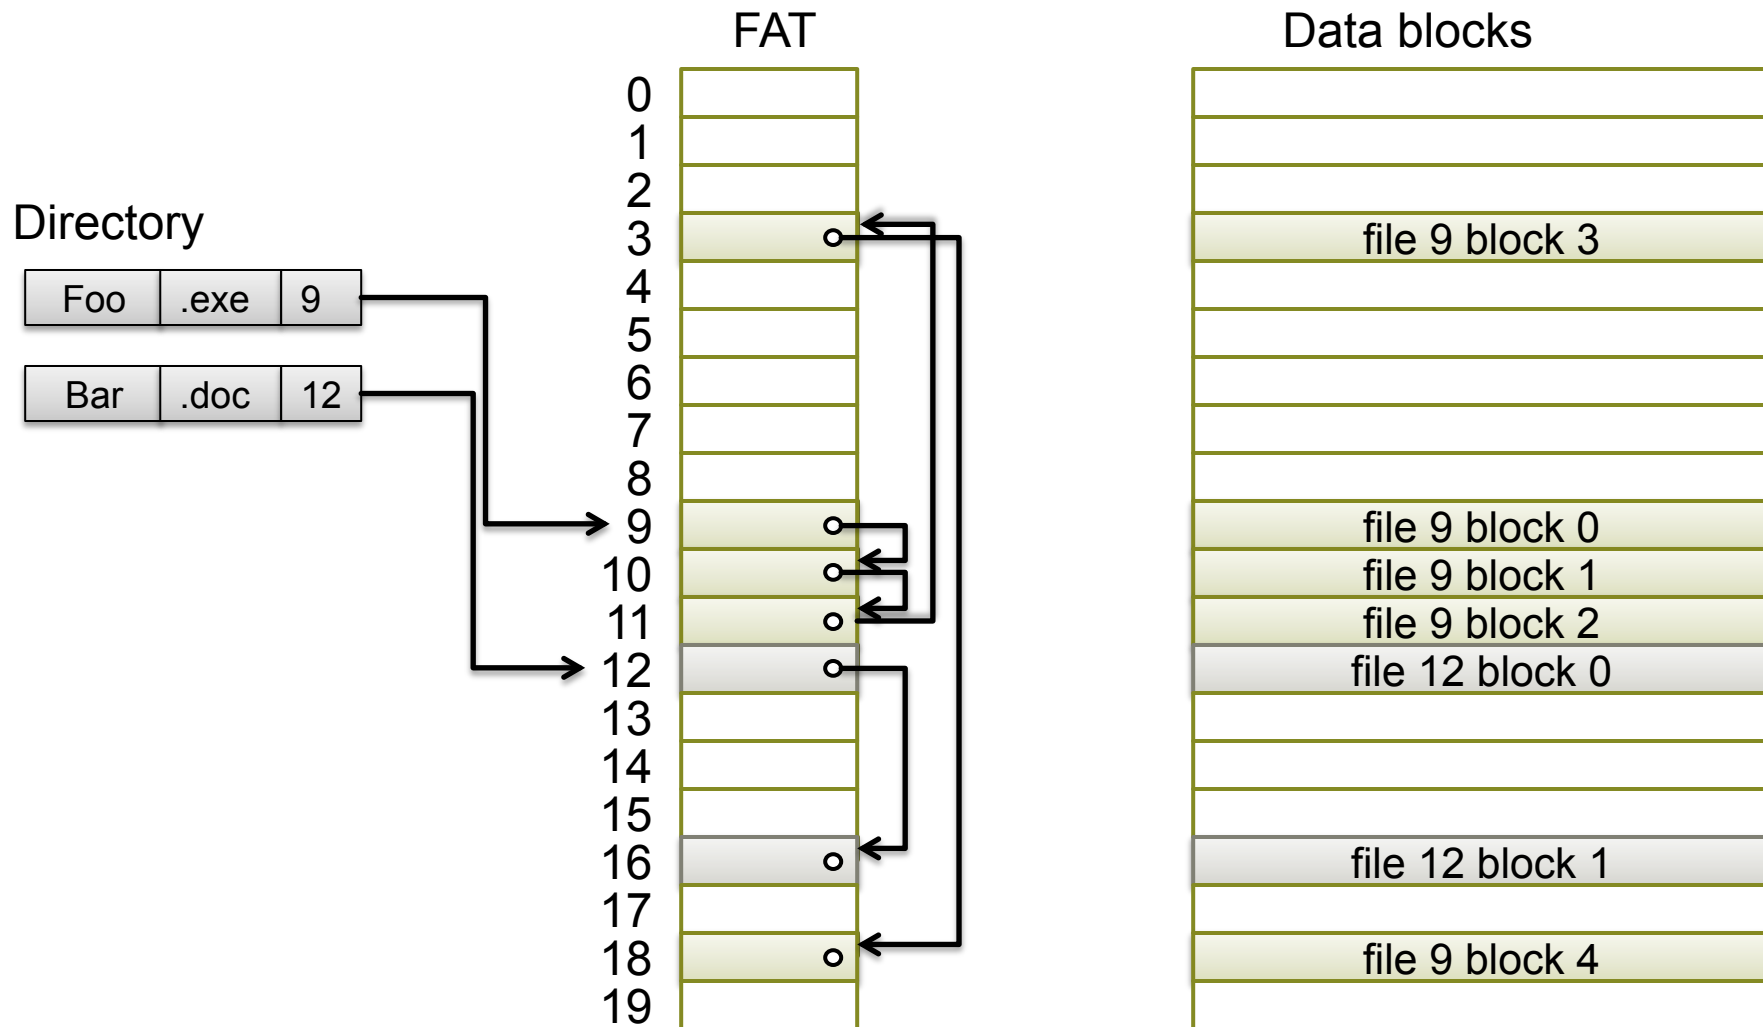 FAT Data blocks
0
1
2
Directory
3 file 9 block 3
4
Foo .exe 9
5
6
Bar .doc 12
7
8
9 file 9 block 0
10 file 9 block 1
11 file 9 block 2
12 file 12 block 0
13
14
15
16 file 12 block 1
17
18 file 9 block 4
19